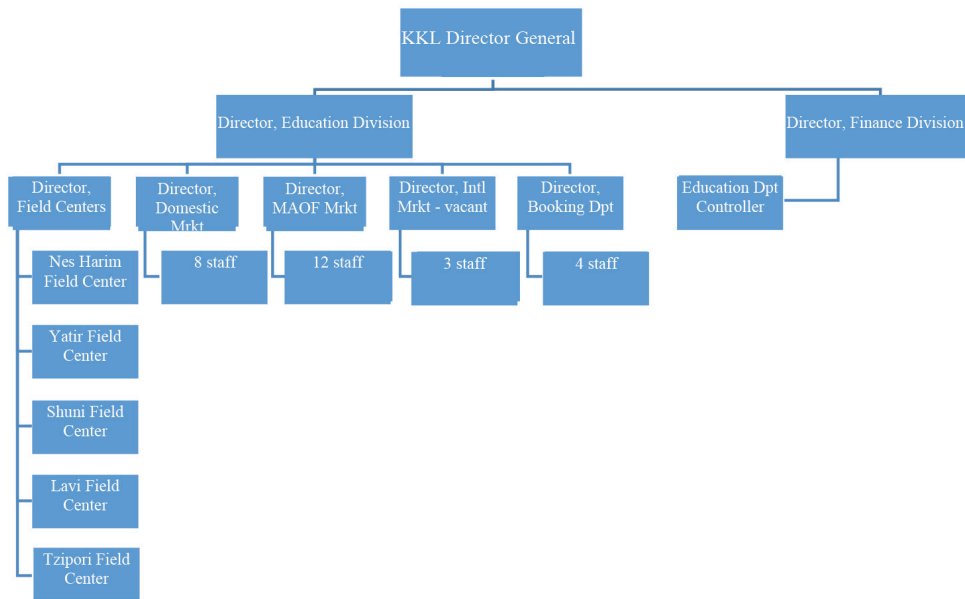 KKL Director General
Director, Education Division
Director, Finance Division
Director,
Field Centers
Director,
Domestic
Mrkt
Director,
MAOF Mrkt
Director, Intl
Mrkt - vacant
Director,
Booking Dpt
Education Dpt
Controller
Nes Harim
Field Center
8 staff
12 staff
3 staff
4 staff
Yatir Field
Center
Shuni Field
Center
Lavi Field
Center
Tzipori Field
Center